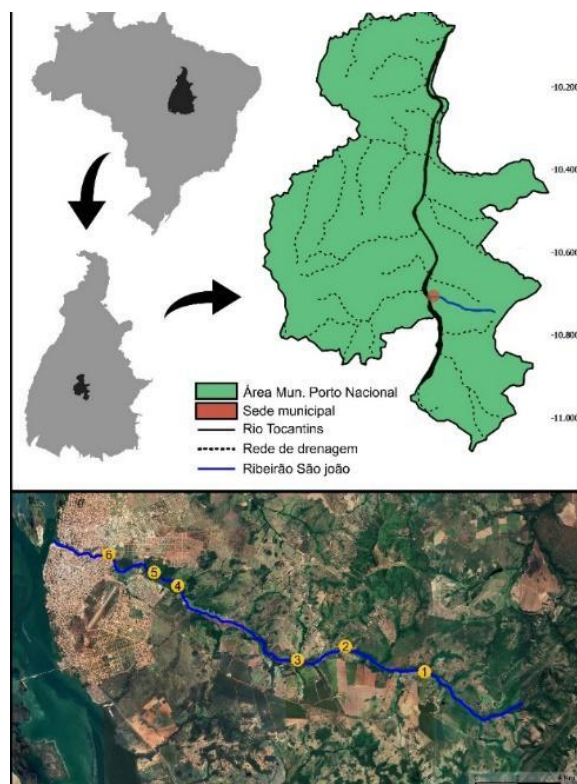 -10.200
-10.400
-10.600
-10.800
-11.000
Área Mun. Porto Nacional
Sede municipal
Rio Tocantins
Rede de drenagem
Ribeirão São joão
6
5
4
3
2
1